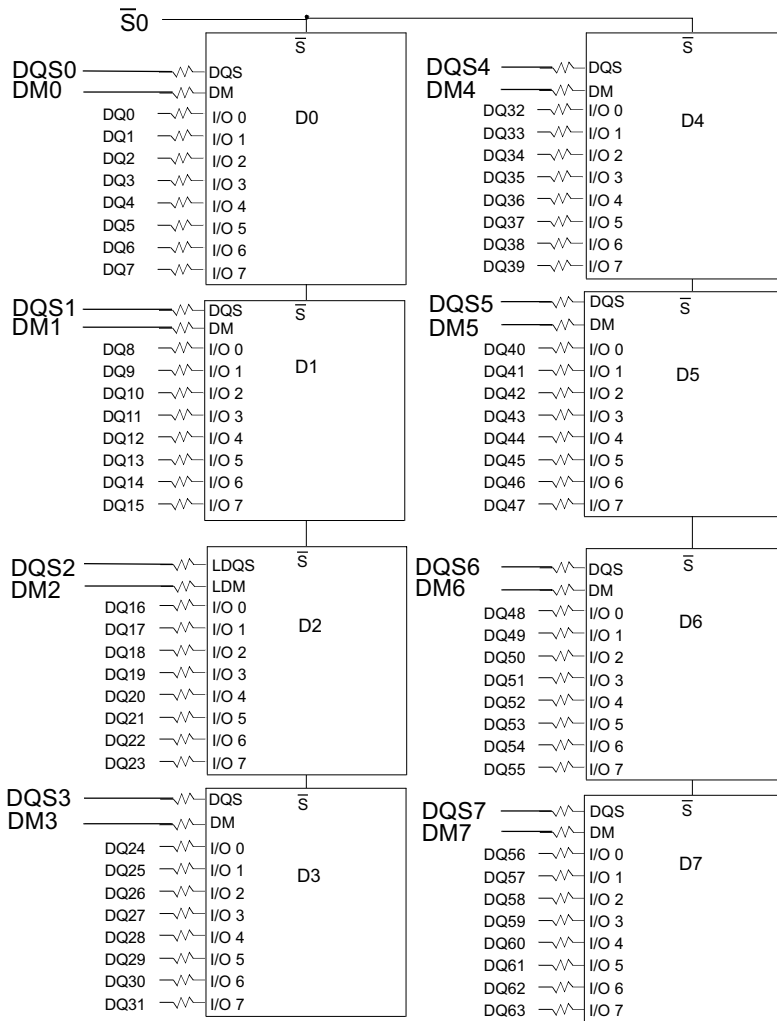 S̅0
S̅
DQS0 DQS
DM0 DM
D0
DQ0 I/O 0
DQ1 I/O 1
DQ2 I/O 2
DQ3 I/O 3
DQ4 I/O 4
DQ5 I/O 5
DQ6 I/O 6
DQ7 I/O 7
S̅
DQS1 DQS
DM1 DM
D1
DQ8 I/O 0
DQ9 I/O 1
DQ10 I/O 2
DQ11 I/O 3
DQ12 I/O 4
DQ13 I/O 5
DQ14 I/O 6
DQ15 I/O 7
S̅
DQS2 LDQS
DM2 LDM
D2
DQ16 I/O 0
DQ17 I/O 1
DQ18 I/O 2
DQ19 I/O 3
DQ20 I/O 4
DQ21 I/O 5
DQ22 I/O 6
DQ23 I/O 7
S̅
DQS3 DQS
DM3 DM
D3
DQ24 I/O 0
DQ25 I/O 1
DQ26 I/O 2
DQ27 I/O 3
DQ28 I/O 4
DQ29 I/O 5
DQ30 I/O 6
DQ31 I/O 7
S̅
DQS4 DQS
DM4 DM
D4
DQ32 I/O 0
DQ33 I/O 1
DQ34 I/O 2
DQ35 I/O 3
DQ36 I/O 4
DQ37 I/O 5
DQ38 I/O 6
DQ39 I/O 7
S̅
DQS5 DQS
DM5 DM
D5
DQ40 I/O 0
DQ41 I/O 1
DQ42 I/O 2
DQ43 I/O 3
DQ44 I/O 4
DQ45 I/O 5
DQ46 I/O 6
DQ47 I/O 7
S̅
DQS6 DQS
DM6 DM
D6
DQ48 I/O 0
DQ49 I/O 1
DQ50 I/O 2
DQ51 I/O 3
DQ52 I/O 4
DQ53 I/O 5
DQ54 I/O 6
DQ55 I/O 7
S̅
DQS7 DQS
DM7 DM
D7
DQ56 I/O 0
DQ57 I/O 1
DQ58 I/O 2
DQ59 I/O 3
DQ60 I/O 4
DQ61 I/O 5
DQ62 I/O 6
DQ63 I/O 7